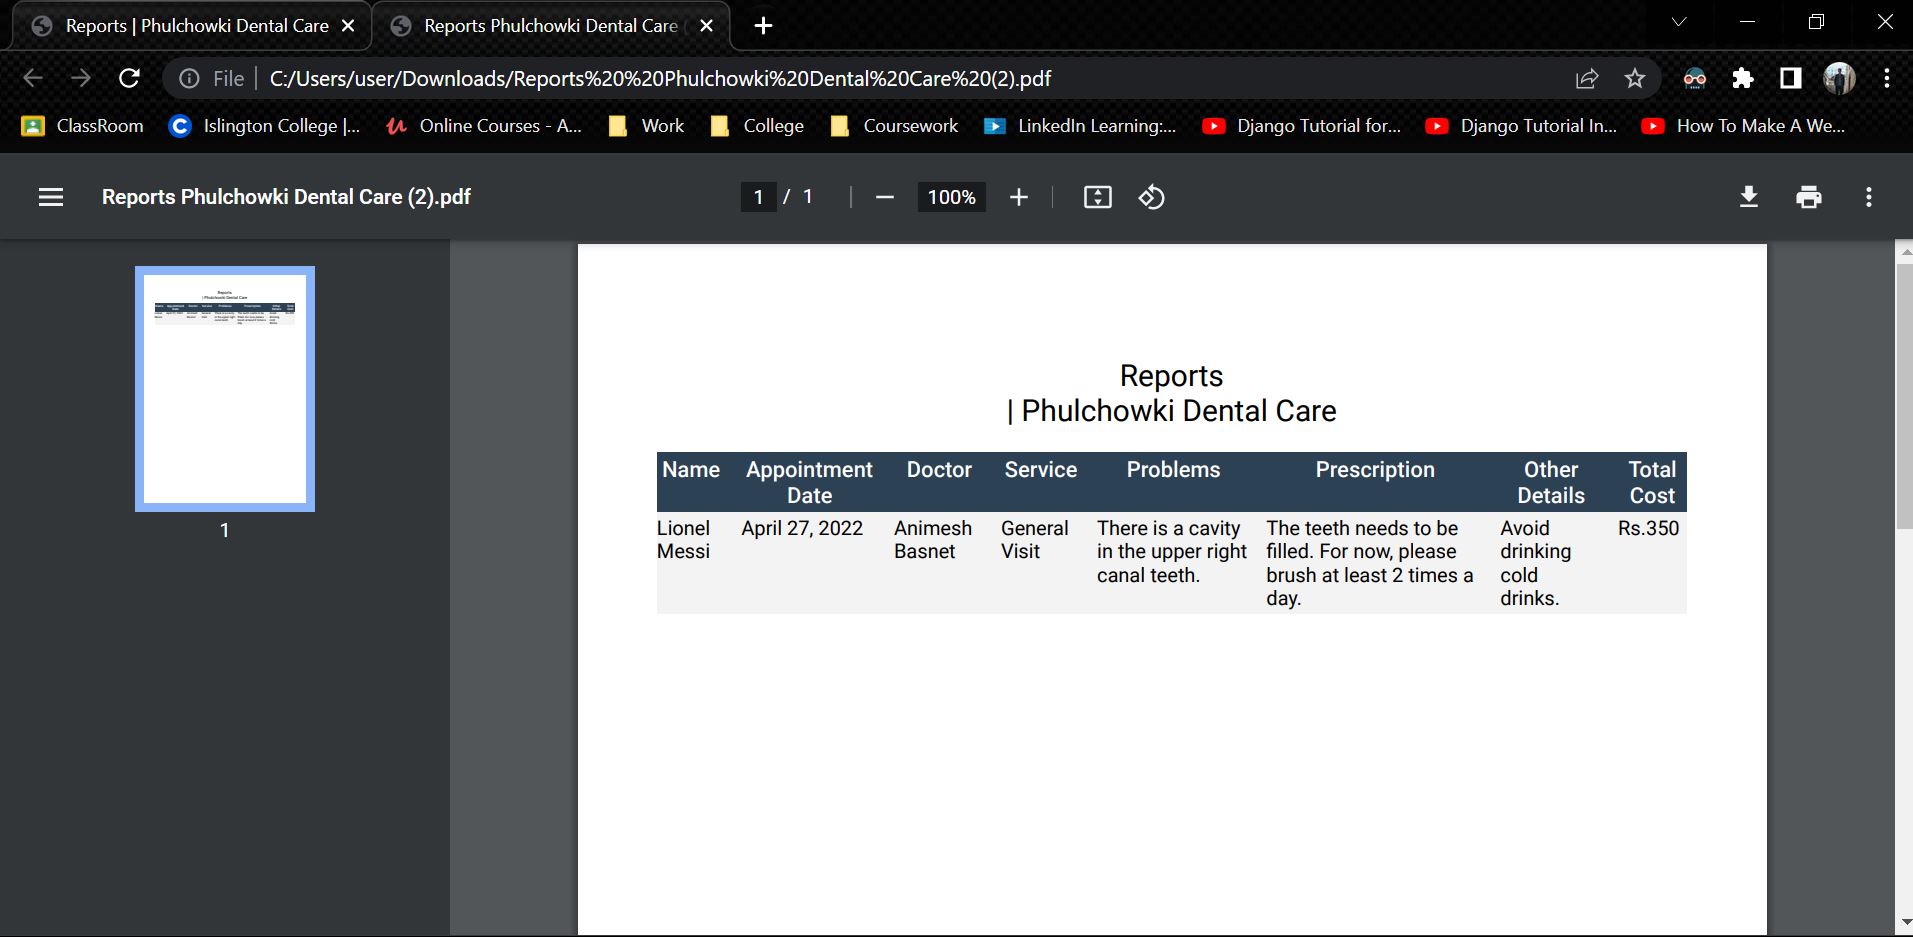 Reports | Phulchowki Dental Care
Reports Phulchowki Dental Care
File
C:/Users/user/Downloads/Reports%20%20Phulchowki%20Dental%20Care%20(2).pdf
ClassRoom
Islington College |...
Online Courses - A...
Work
College
Coursework
LinkedIn Learning:...
Django Tutorial for...
Django Tutorial In...
How To Make A We...
Reports Phulchowki Dental Care (2).pdf
1 / 1
100%
1
Reports
| Phulchowki Dental Care
Name Appointment Doctor Service Problems Prescription Other Total
Date Details Cost
Lionel April 27, 2022 Animesh General There is a cavity The teeth needs to be Avoid Rs.350
Messi Basnet Visit in the upper right filled. For now, please drinking
canal teeth. brush at least 2 times a cold
day. drinks.